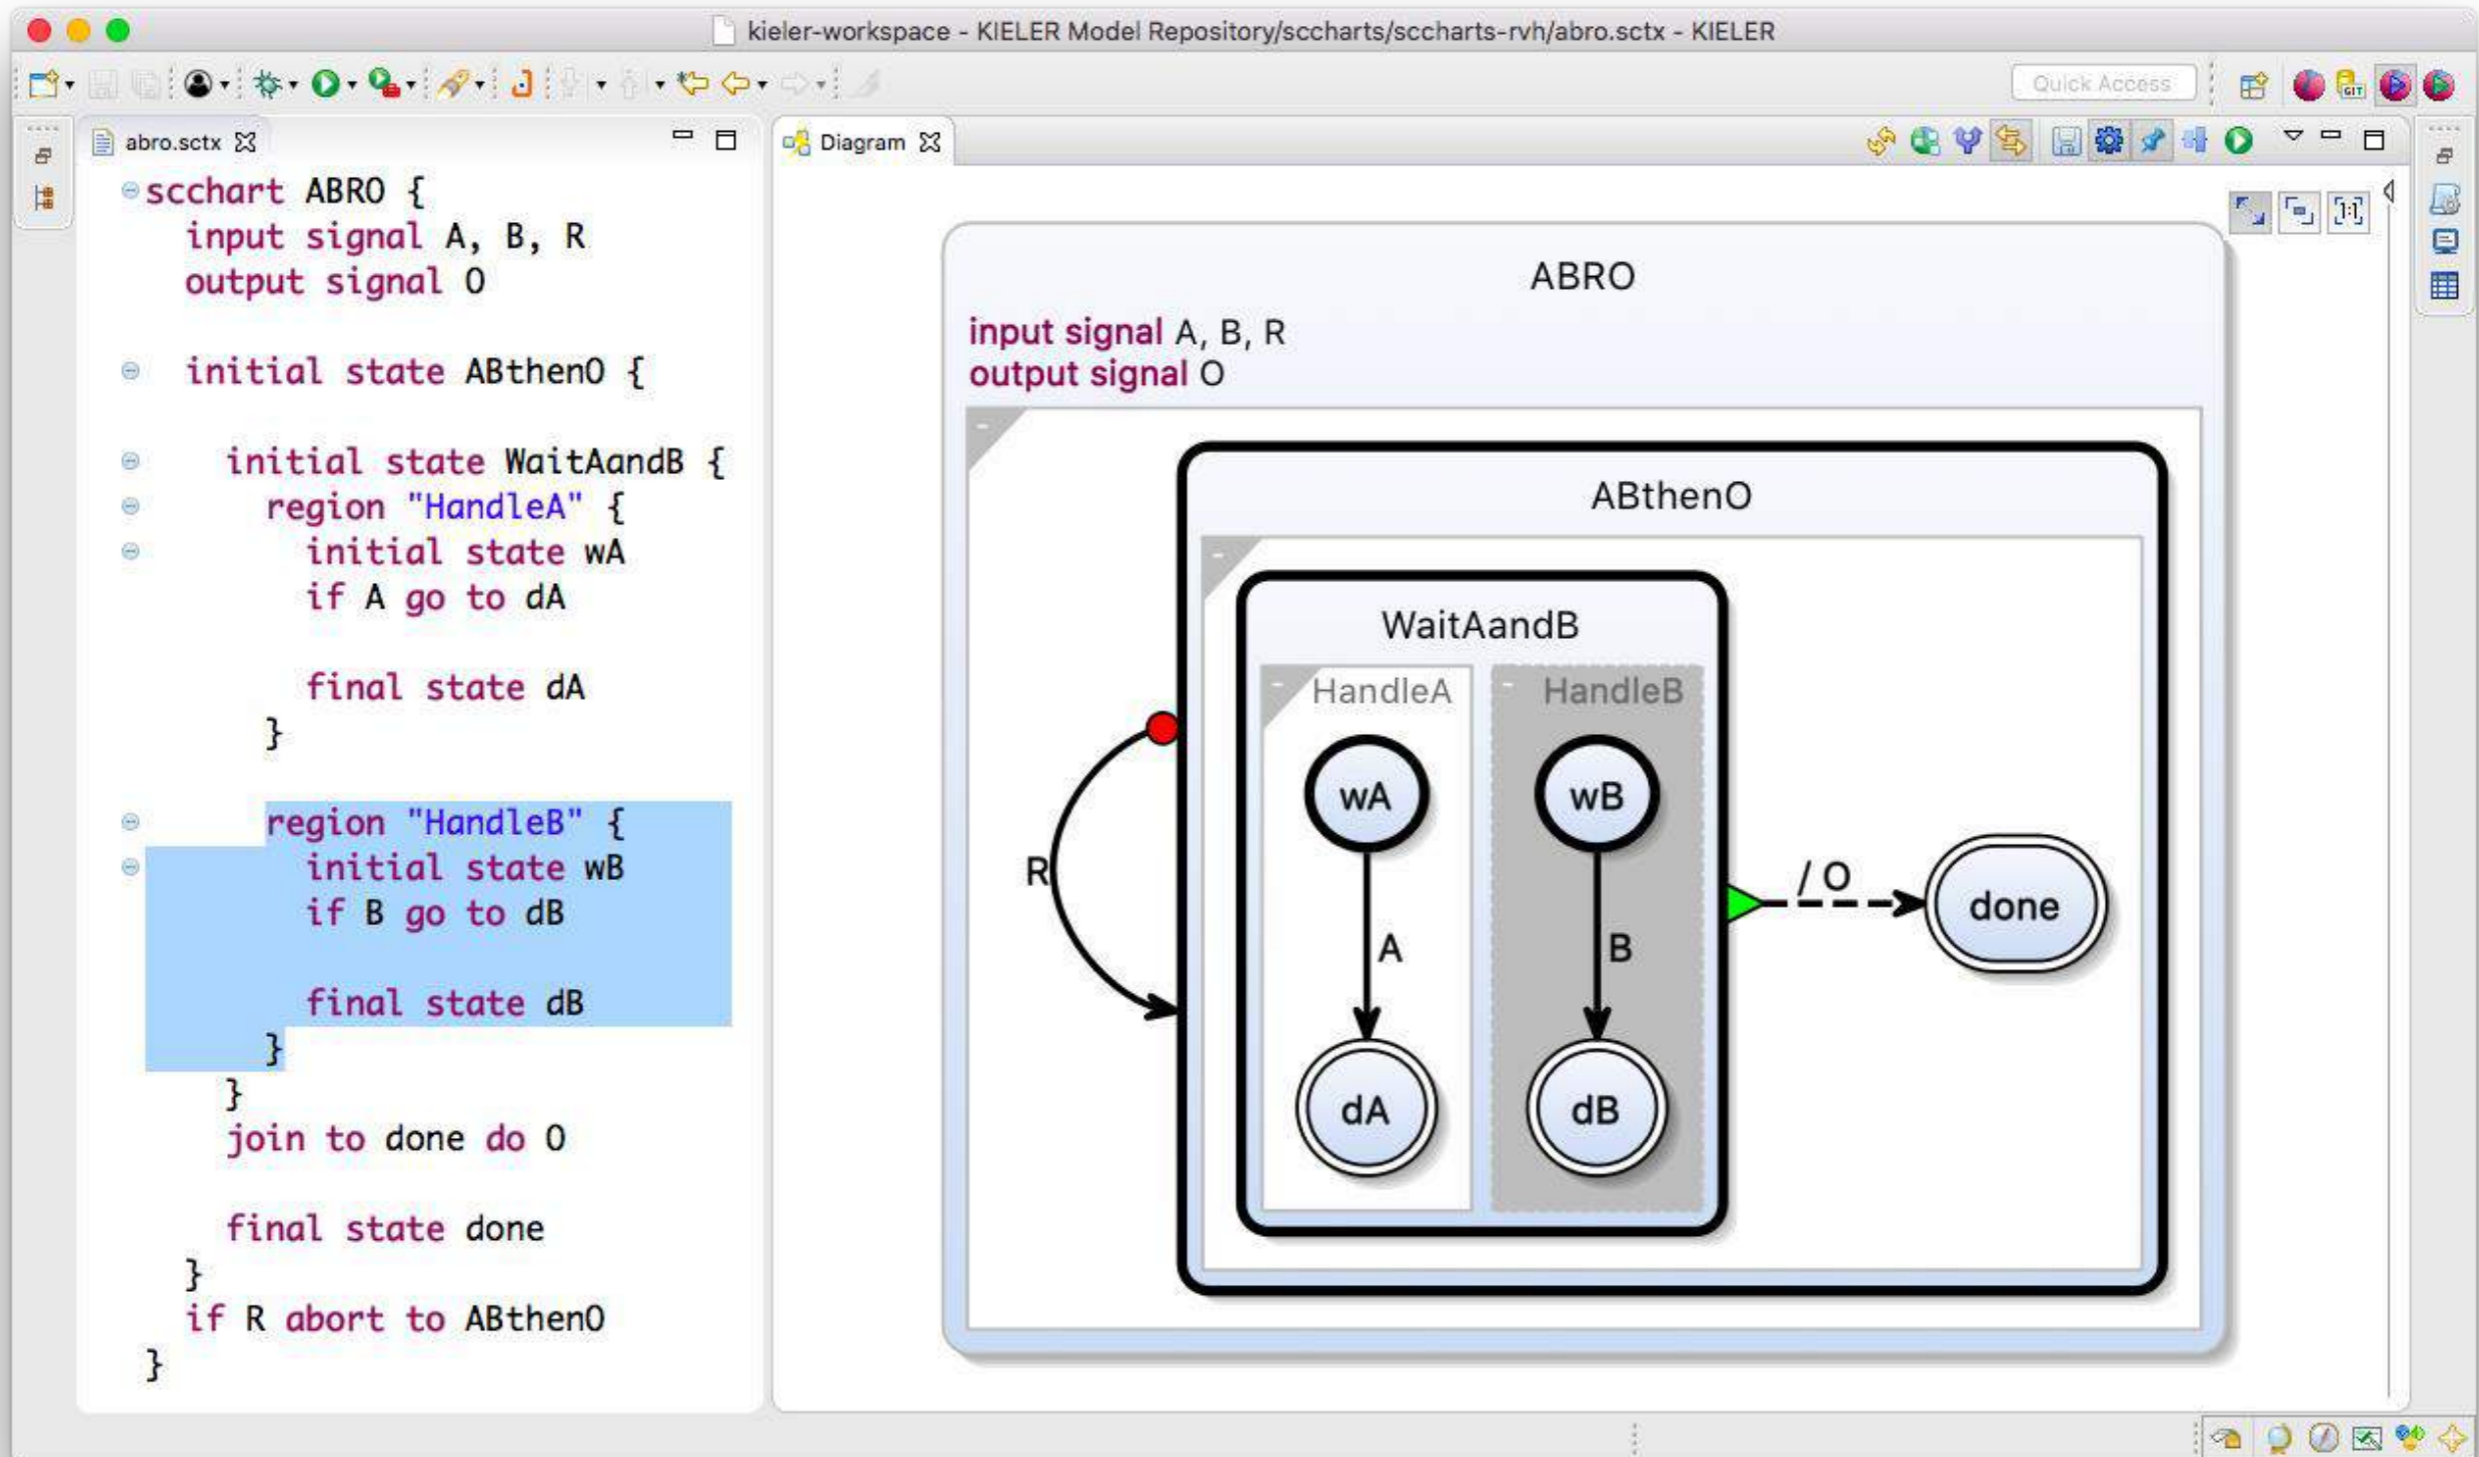 kieler-workspace - KIELER Model Repository/sccharts/sccharts-rvh/abro.sctx - KIELER
Quick Access
GIT
abro.sctx
scchart ABRO {
input signal A, B, R
output signal O
initial state ABthenO {
initial state WaitAandB {
region "HandleA" {
initial state wA
if A go to dA
final state dA
}
region "HandleB" {
initial state wB
if B go to dB
final state dB
}
}
join to done do O
final state done
}
if R abort to ABthenO
}
Diagram
1:1
ABRO
input signal A, B, R
output signal O
ABthenO
WaitAandB
HandleA
HandleB
wA
wB
R
/ O
done
A
B
dA
dB